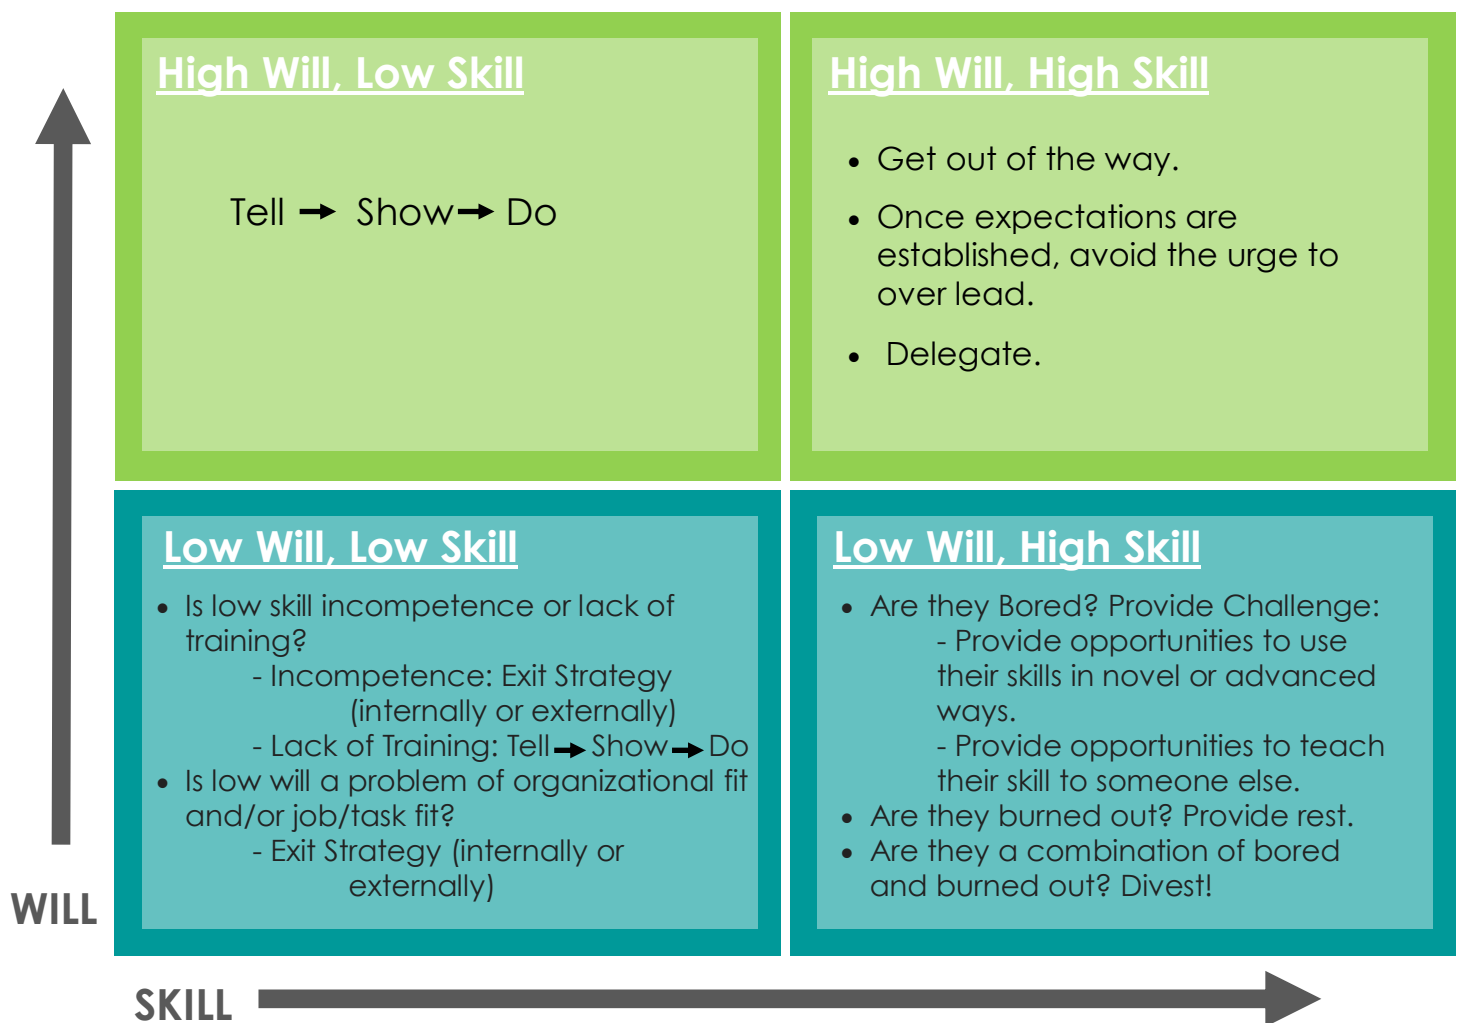 High Will, Low Skill
Tell → Show → Do
High Will, High Skill
• Get out of the way.
• Once expectations are
established, avoid the urge to
over lead.
• Delegate.
Low Will, Low Skill
• Is low skill incompetence or lack of
training?
- Incompetence: Exit Strategy
(internally or externally)
- Lack of Training: Tell → Show → Do
• Is low will a problem of organizational fit
and/or job/task fit?
- Exit Strategy (internally or
externally)
Low Will, High Skill
• Are they Bored? Provide Challenge:
- Provide opportunities to use
their skills in novel or advanced
ways.
- Provide opportunities to teach
their skill to someone else.
• Are they burned out? Provide rest.
• Are they a combination of bored
and burned out? Divest!
WILL
SKILL